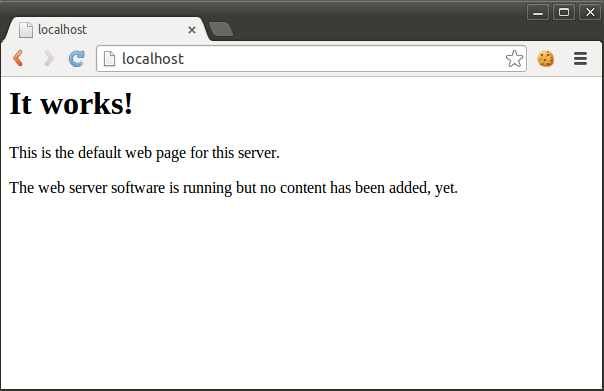 localhost
localhost
It works!
This is the default web page for this server.
The web server software is running but no content has been added, yet.